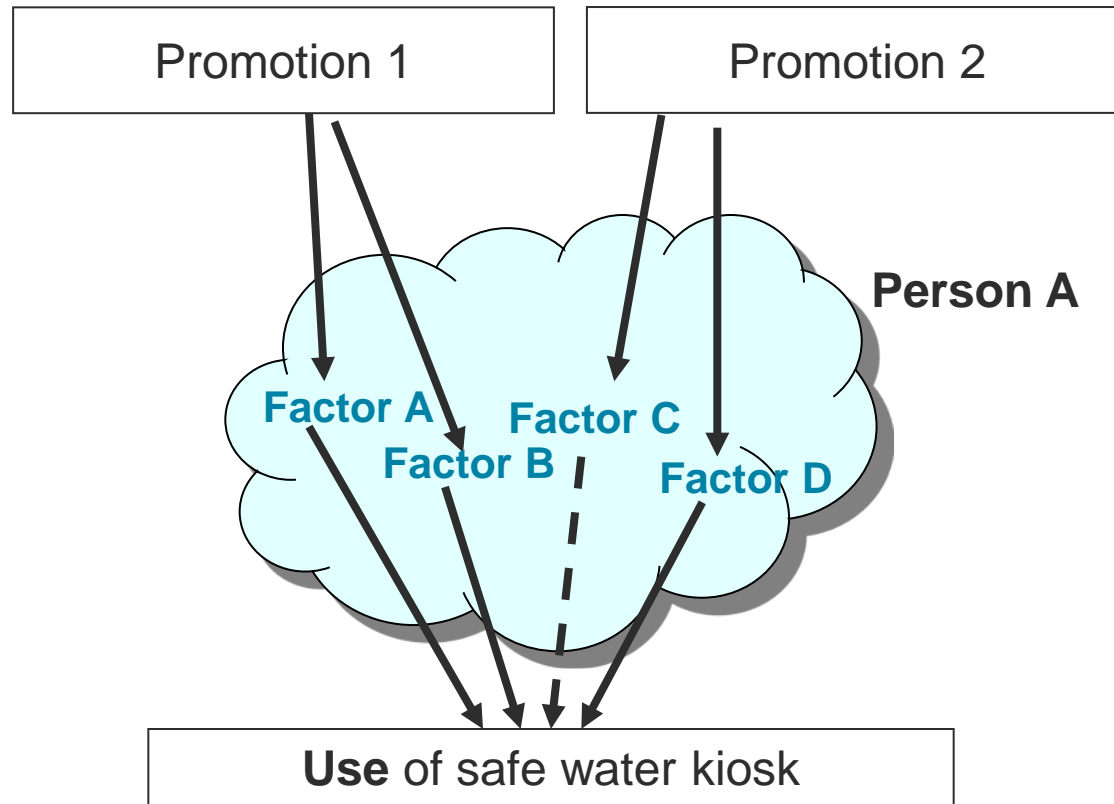 Promotion 1
Promotion 2
Person A
Factor A
Factor C
Factor B
Factor D
Use of safe water kiosk